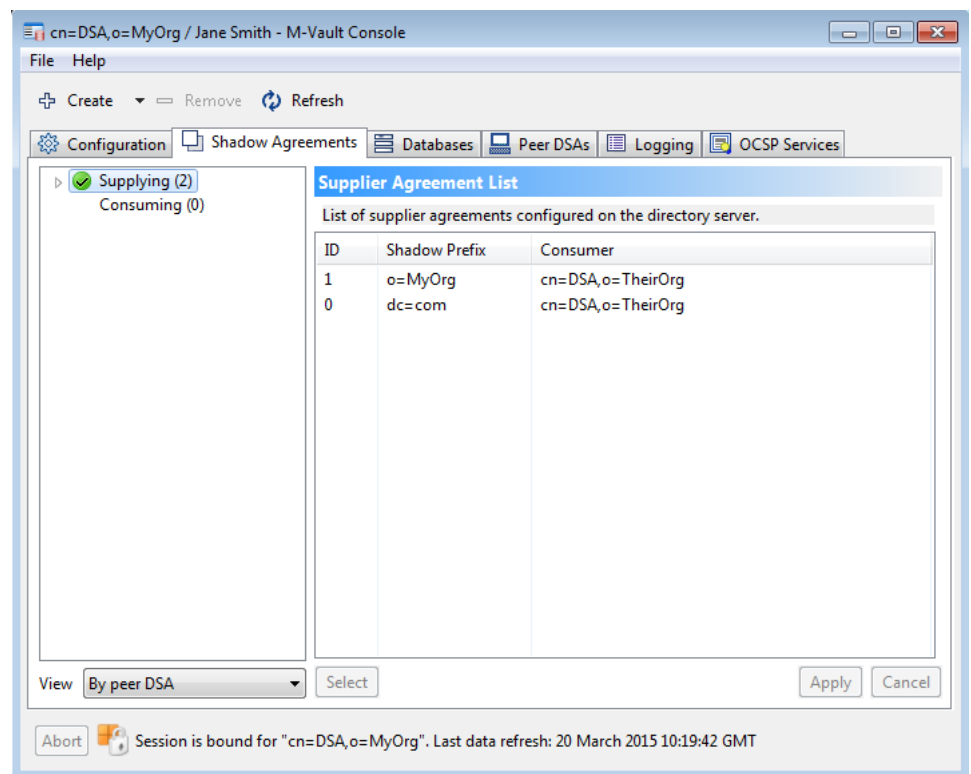 cn=DSA,o=MyOrg / Jane Smith - M-Vault Console
File Help
Create Remove Refresh
Configuration Shadow Agreements Databases Peer DSAs Logging OCSP Services
Supplying (2)
Consuming (0)
Supplier Agreement List
List of supplier agreements configured on the directory server.
ID Shadow Prefix Consumer
1 o=MyOrg cn=DSA,o=TheirOrg
0 dc=com cn=DSA,o=TheirOrg
View By peer DSA Select Apply Cancel
Abort Session is bound for "cn=DSA,o=MyOrg". Last data refresh: 20 March 2015 10:19:42 GMT